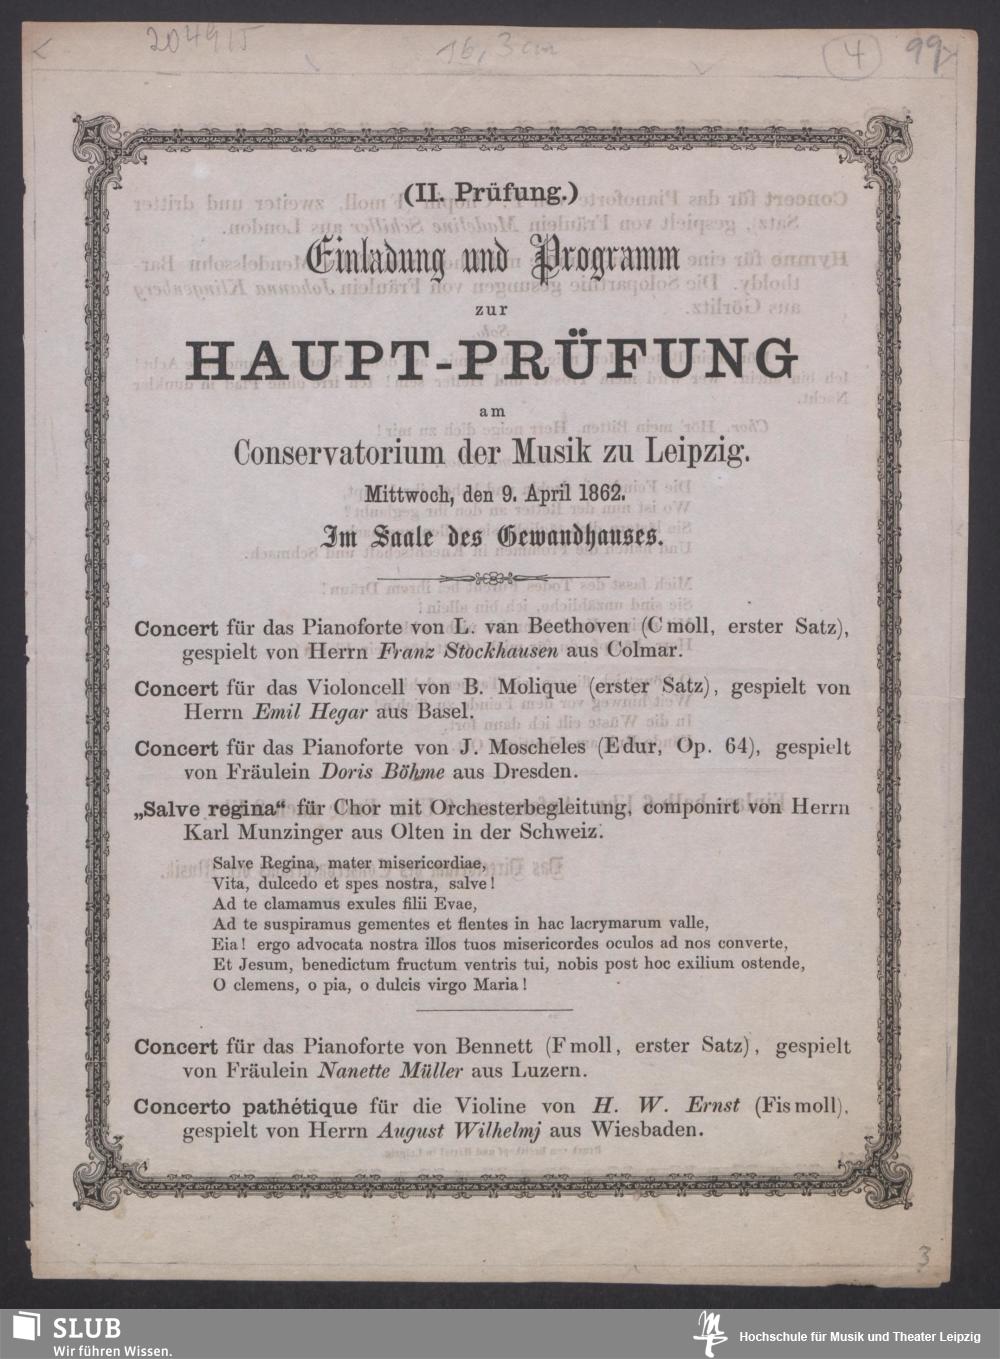 204915
16,3 cm
4
99
(II. Prüfung.)
Einladung und Programm
zur
HAUPT-PRÜFUNG
am
Conservatorium der Musik zu Leipzig.
Mittwoch, den 9. April 1862.
Im Saale des Gewandhauses.
Concert für das Pianoforte von L. van Beethoven (C moll, erster Satz),
gespielt von Herrn Franz Stockhausen aus Colmar.
Concert für das Violoncell von B. Molique (erster Satz), gespielt von
Herrn Emil Hegar aus Basel.
Concert für das Pianoforte von J. Moscheles (E dur, Op. 64), gespielt
von Fräulein Doris Böhme aus Dresden.
„Salve regina“ für Chor mit Orchesterbegleitung, componirt von Herrn
Karl Munzinger aus Olten in der Schweiz.
Salve Regina, mater misericordiae,
Vita, dulcedo et spes nostra, salve!
Ad te clamamus exules filii Evae,
Ad te suspiramus gementes et flentes in hac lacrymarum valle,
Eia! ergo advocata nostra illos tuos misericordes oculos ad nos converte,
Et Jesum, benedictum fructum ventris tui, nobis post hoc exilium ostende,
O clemens, o pia, o dulcis virgo Maria!
Concert für das Pianoforte von Bennett (F moll, erster Satz), gespielt
von Fräulein Nanette Müller aus Luzern.
Concerto pathétique für die Violine von H. W. Ernst (Fis moll),
gespielt von Herrn August Wilhelmj aus Wiesbaden.
3
SLUB
Wir führen Wissen.
Hochschule für Musik und Theater Leipzig